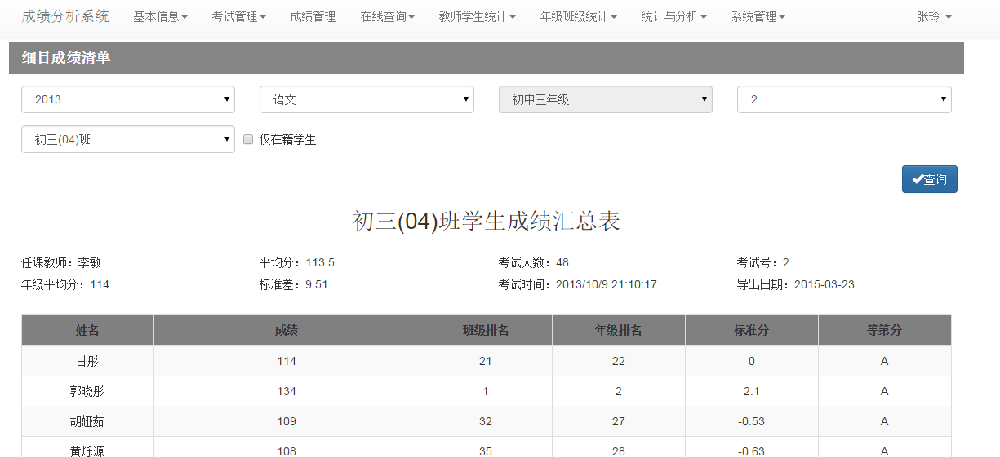 成绩分析系统 基本信息 考试管理 成绩管理 在线查询 教师学生统计 年级班级统计 统计与分析 系统管理 张玲
细目成绩清单
2013 语文 初中三年级 2
初三(04)班 仅在籍学生
查询
初三(04)班学生成绩汇总表
任课教师：李敏 平均分：113.5 考试人数：48 考试号：2
年级平均分：114 标准差：9.51 考试时间：2013/10/9 21:10:17 导出日期：2015-03-23
姓名 成绩 班级排名 年级排名 标准分 等第分
甘彤 114 21 22 0 A
郭晓彤 134 1 2 2.1 A
胡娅茹 109 32 27 -0.53 A
黄烁源 108 35 28 -0.63 A